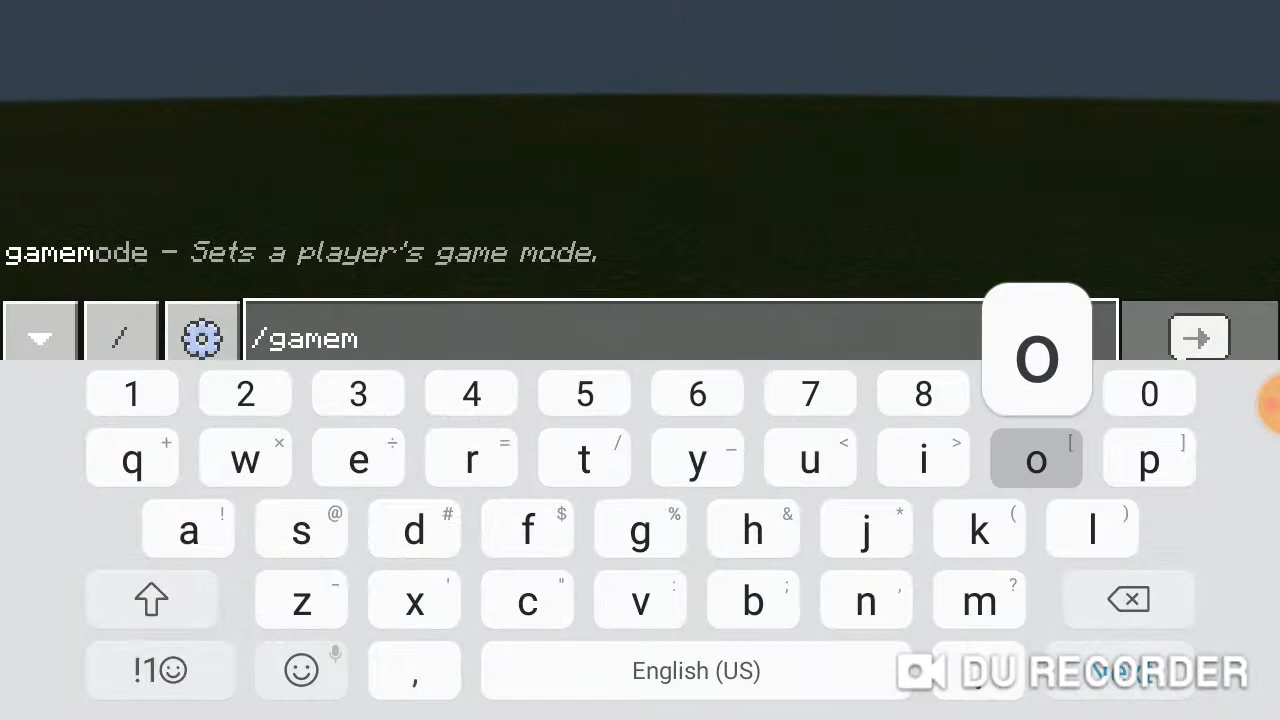 gamemode - Sets a player's game mode.
/ /gamem
1 2 3 4 5 6 7 8 o 0
q + w × e ÷ r = t / y _ u < i > o [ p ]
a ! s @ d # f $ g % h & j * k ( l )
z - x ' c " v : b ; n , m ?
!1☺ , English (US)
DU RECORDER